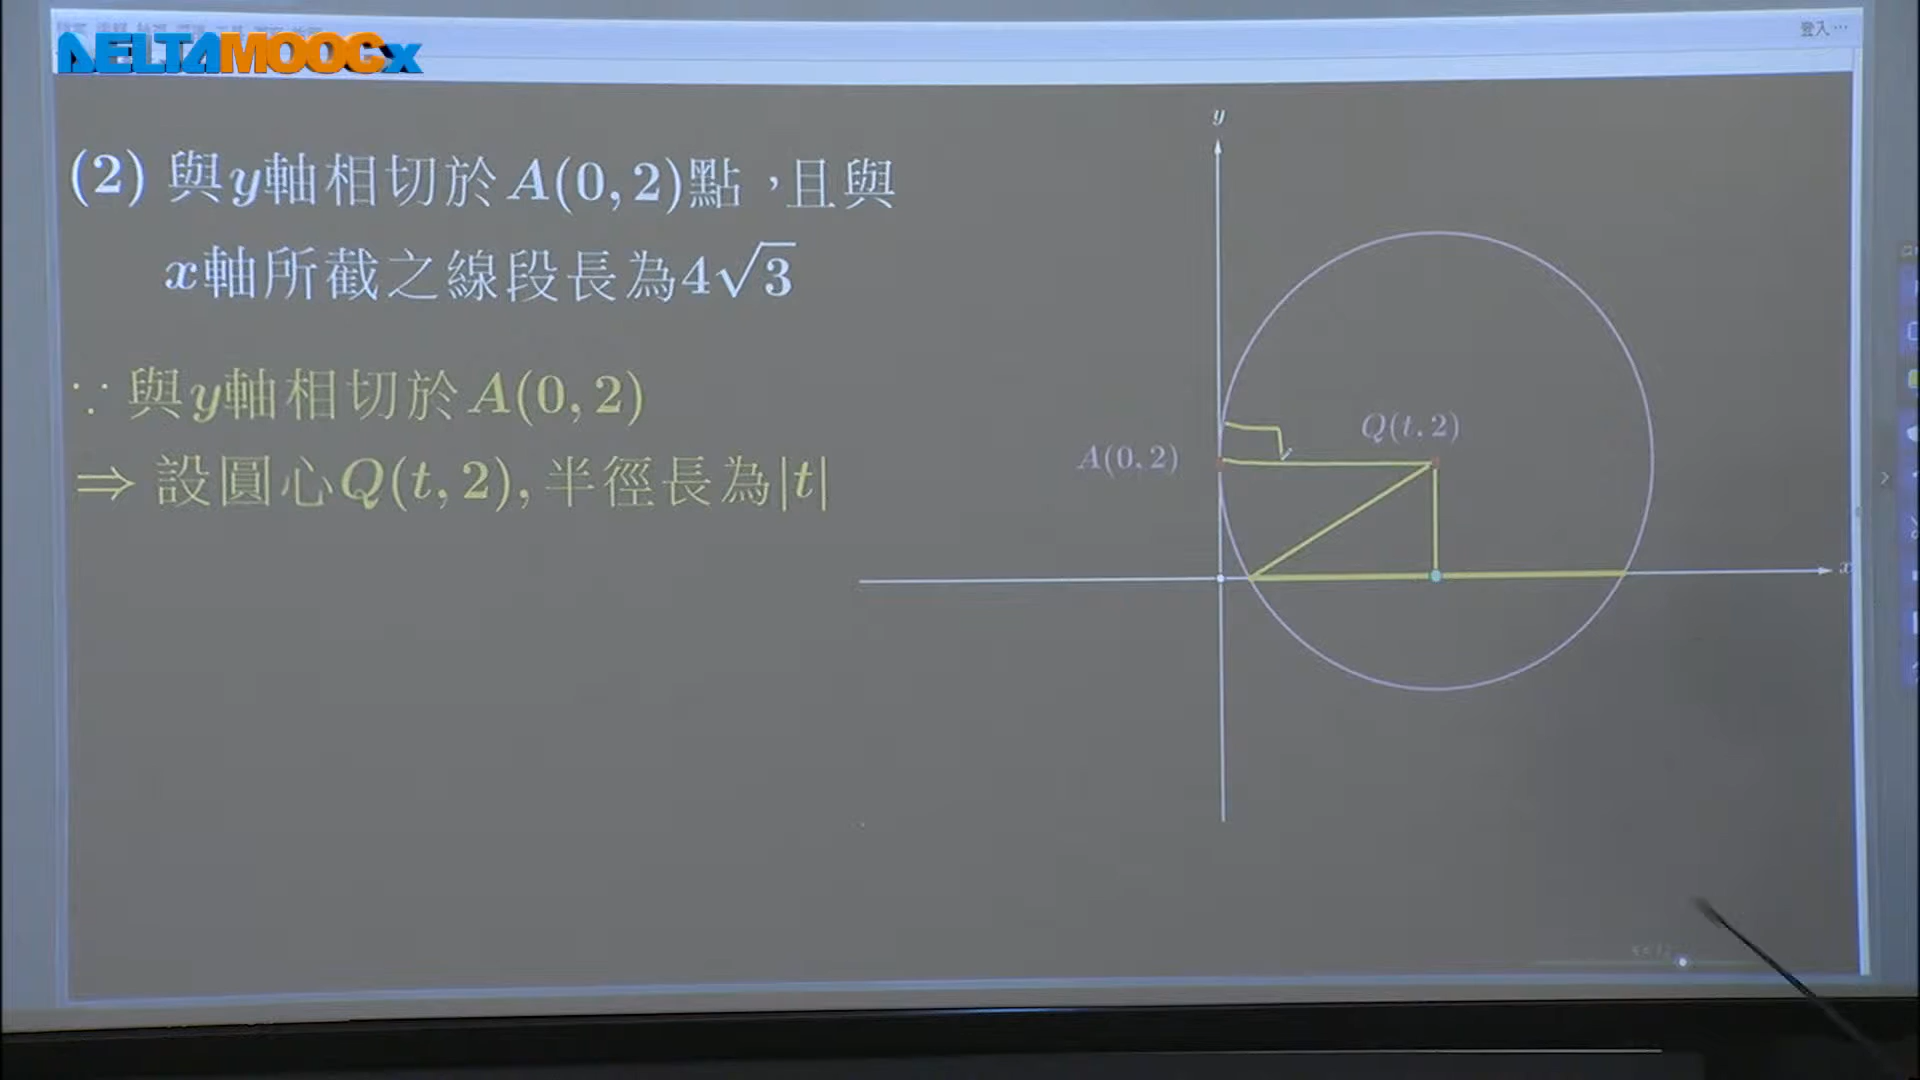 登入…
DELTAMOOCx
(2) 與y軸相切於A(0,2)點,且與
x軸所截之線段長為4√3
∵ 與y軸相切於A(0,2)
⇒ 設圓心Q(t,2),半徑長為|t|
y
Q(t,2)
A(0,2)
x